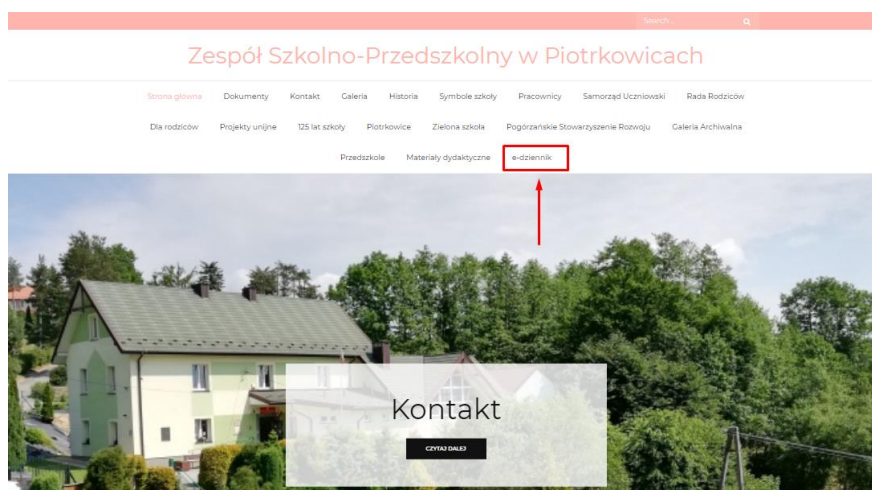 Search ...
Zespół Szkolno-Przedszkolny w Piotrkowicach
Strona główna Dokumenty Kontakt Galeria Historia Symbole szkoły Pracownicy Samorząd Uczniowski Rada Rodziców
Dla rodziców Projekty unijne 125 lat szkoły Piotrkowice Zielona szkoła Pogórzańskie Stowarzyszenie Rozwoju Galeria Archiwalna
Przedszkole Materiały dydaktyczne e-dziennik
Kontakt
CZYTAJ DALEJ